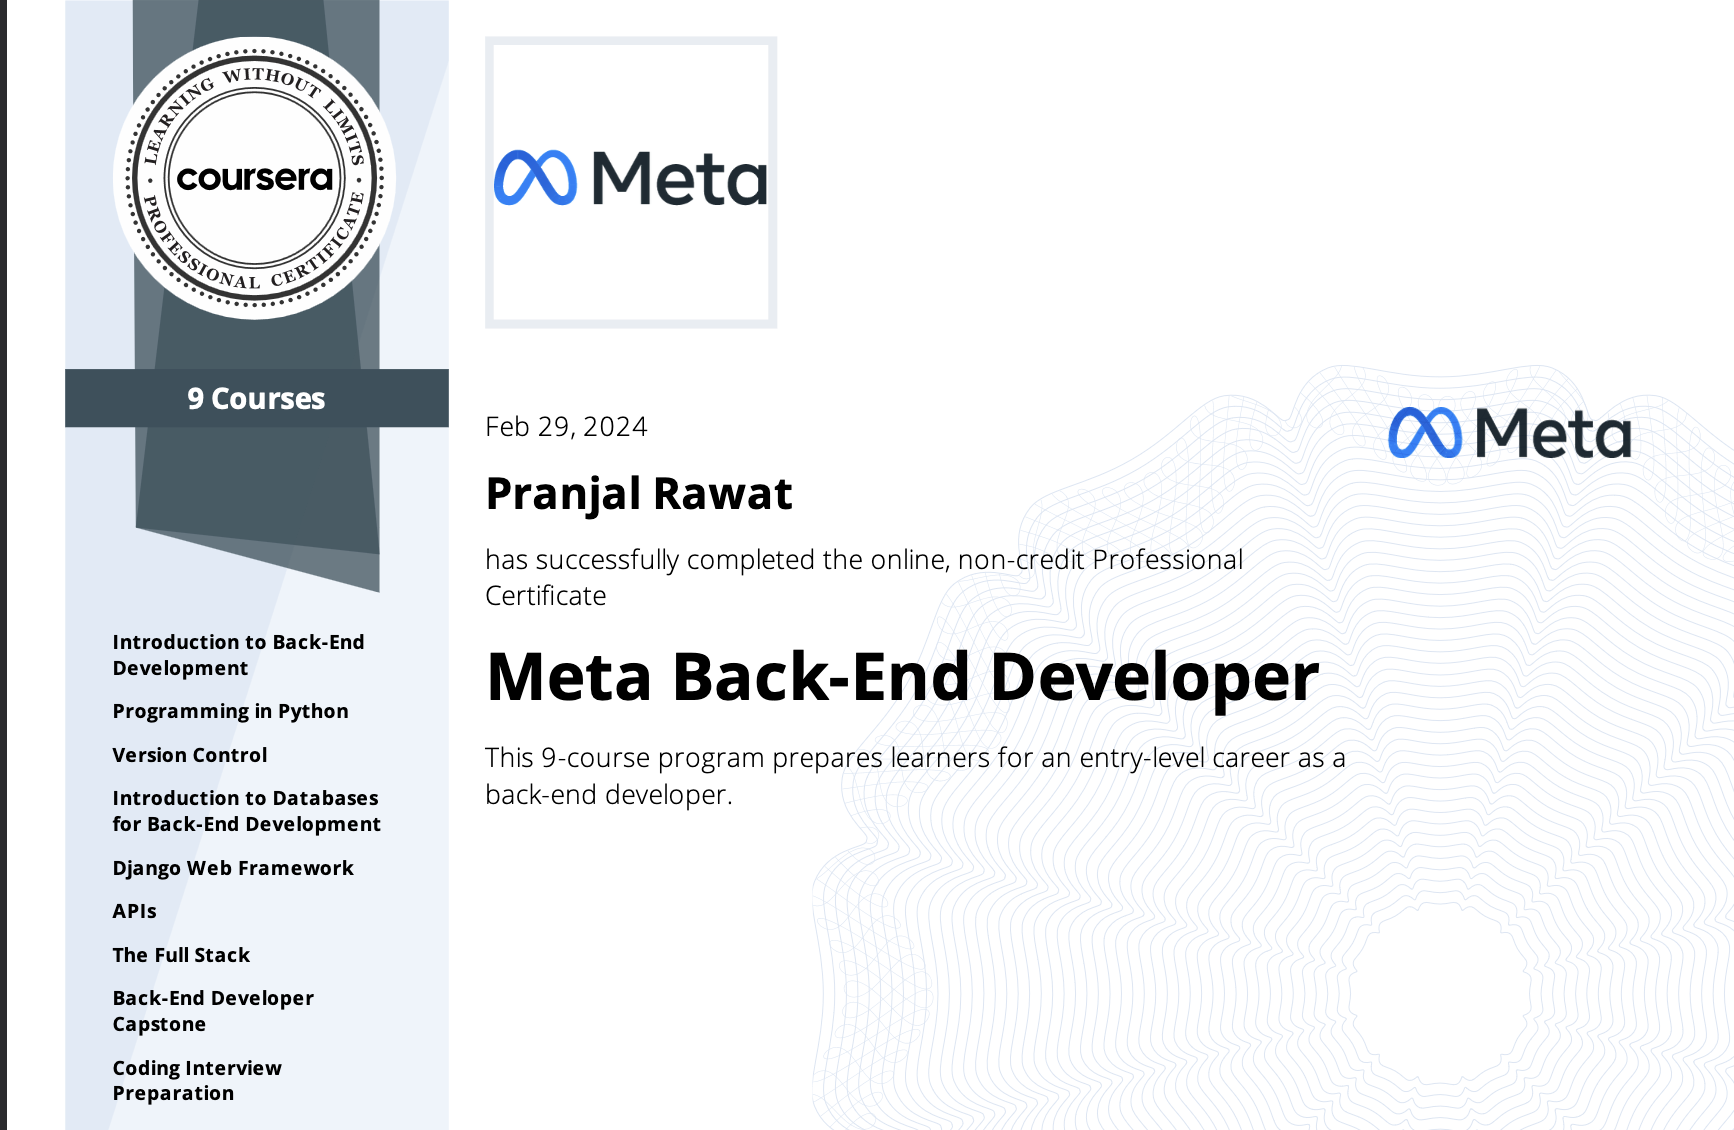 LEARNING WITHOUT LIMITS
coursera
PROFESSIONAL CERTIFICATE
9 Courses
Introduction to Back-End
Development
Programming in Python
Version Control
Introduction to Databases
for Back-End Development
Django Web Framework
APIs
The Full Stack
Back-End Developer
Capstone
Coding Interview
Preparation
Meta
Feb 29, 2024
Pranjal Rawat
has successfully completed the online, non-credit Professional
Certificate
Meta Back-End Developer
This 9-course program prepares learners for an entry-level career as a
back-end developer.
Meta